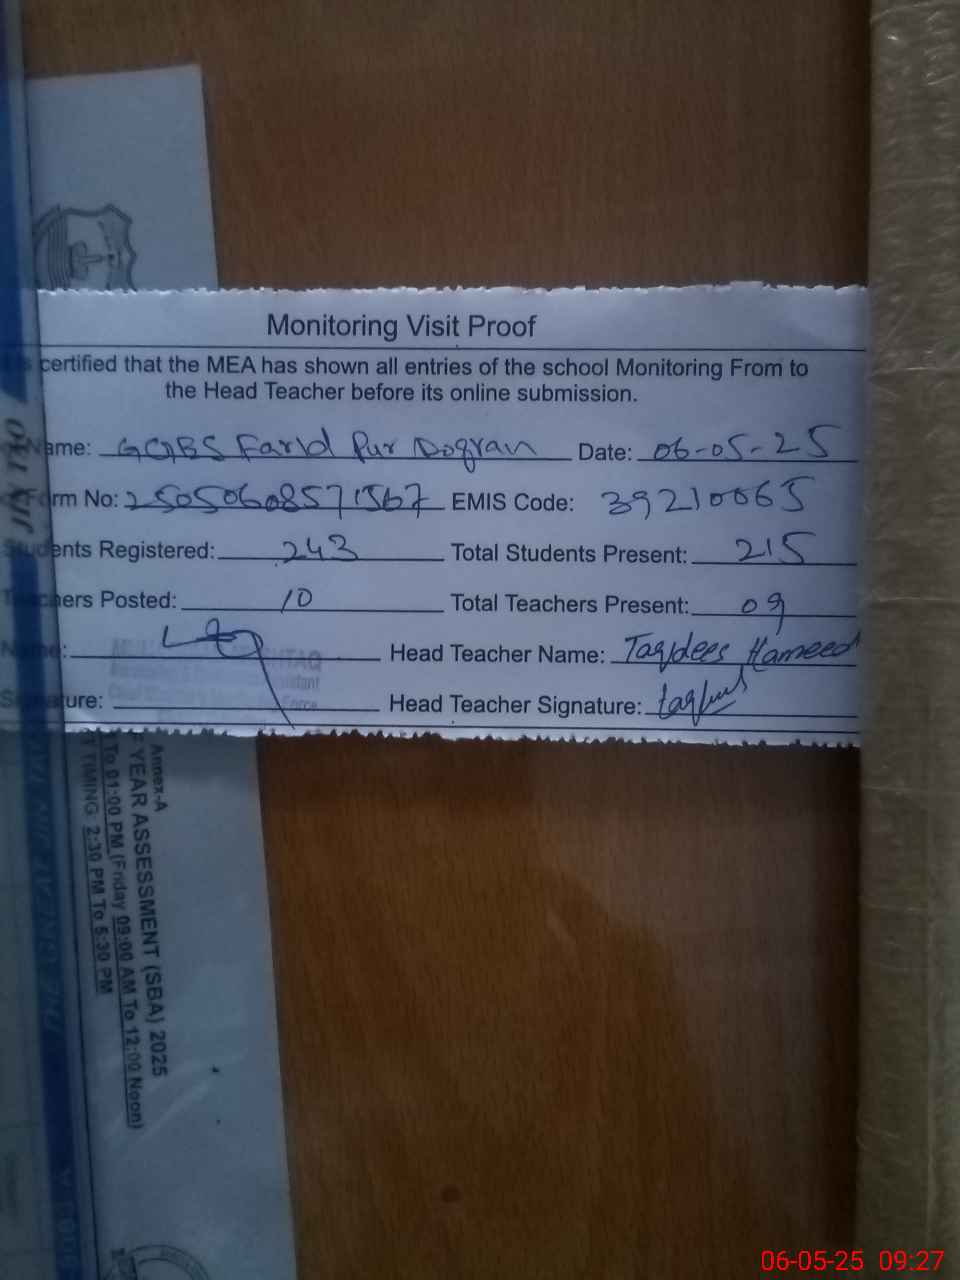 Monitoring Visit Proof
certified that the MEA has shown all entries of the school Monitoring From to
the Head Teacher before its online submission.
Name: GGES Farid Pur Dogran Date: 06-05-25
Form No: 25050608571567 EMIS Code: 39210065
Students Registered: 243 Total Students Present: 215
Teachers Posted: 10 Total Teachers Present: 09
Name: Head Teacher Name: Taqdees Hameed
Signature: Head Teacher Signature:
Annex-A
YEAR ASSESSMENT (SBA) 2025
To 01:00 PM (Friday 09:00 AM To 12:00 Noon)
TIMING: 2:30 PM To 5:30 PM
06-05-25 09:27